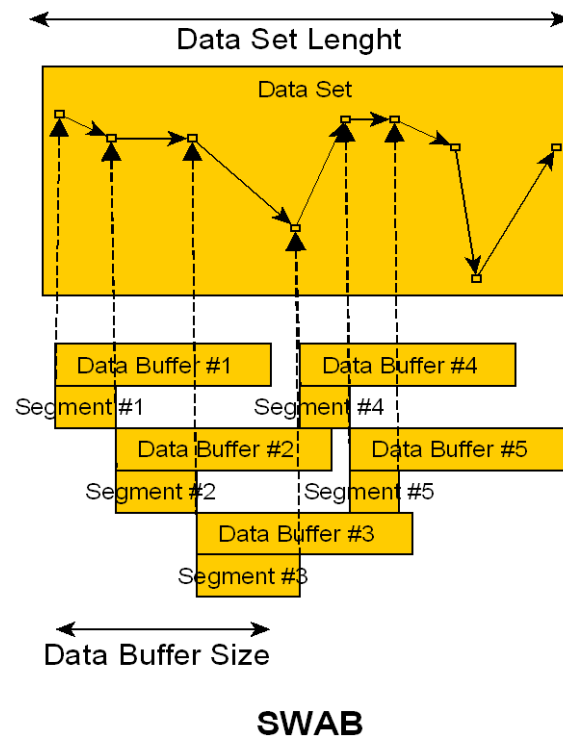 Data Set Lenght
Data Set
Data Buffer #1
Data Buffer #4
Segment #1
Segment #4
Data Buffer #2
Data Buffer #5
Segment #2
Segment #5
Data Buffer #3
Segment #3
Data Buffer Size
SWAB